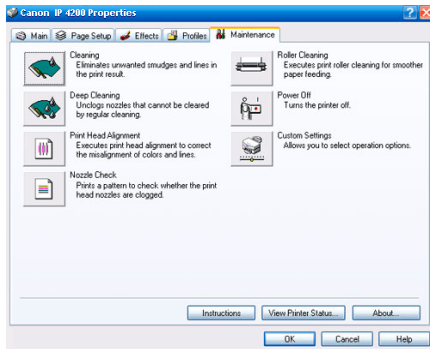 Canon IP 4200 Properties
Main Page Setup Effects Profiles Maintenance
Cleaning
Eliminates unwanted smudges and lines in
the print result.
Deep Cleaning
Unclogs nozzles that cannot be cleared
by regular cleaning.
Print Head Alignment
Executes print head alignment to correct
the misalignment of colors and lines.
Nozzle Check
Prints a pattern to check whether the print
head nozzles are clogged.
Roller Cleaning
Executes print roller cleaning for smoother
paper feeding.
Power Off
Turns the printer off.
Custom Settings
Allows you to select operation options.
Instructions View Printer Status... About...
OK Cancel Help